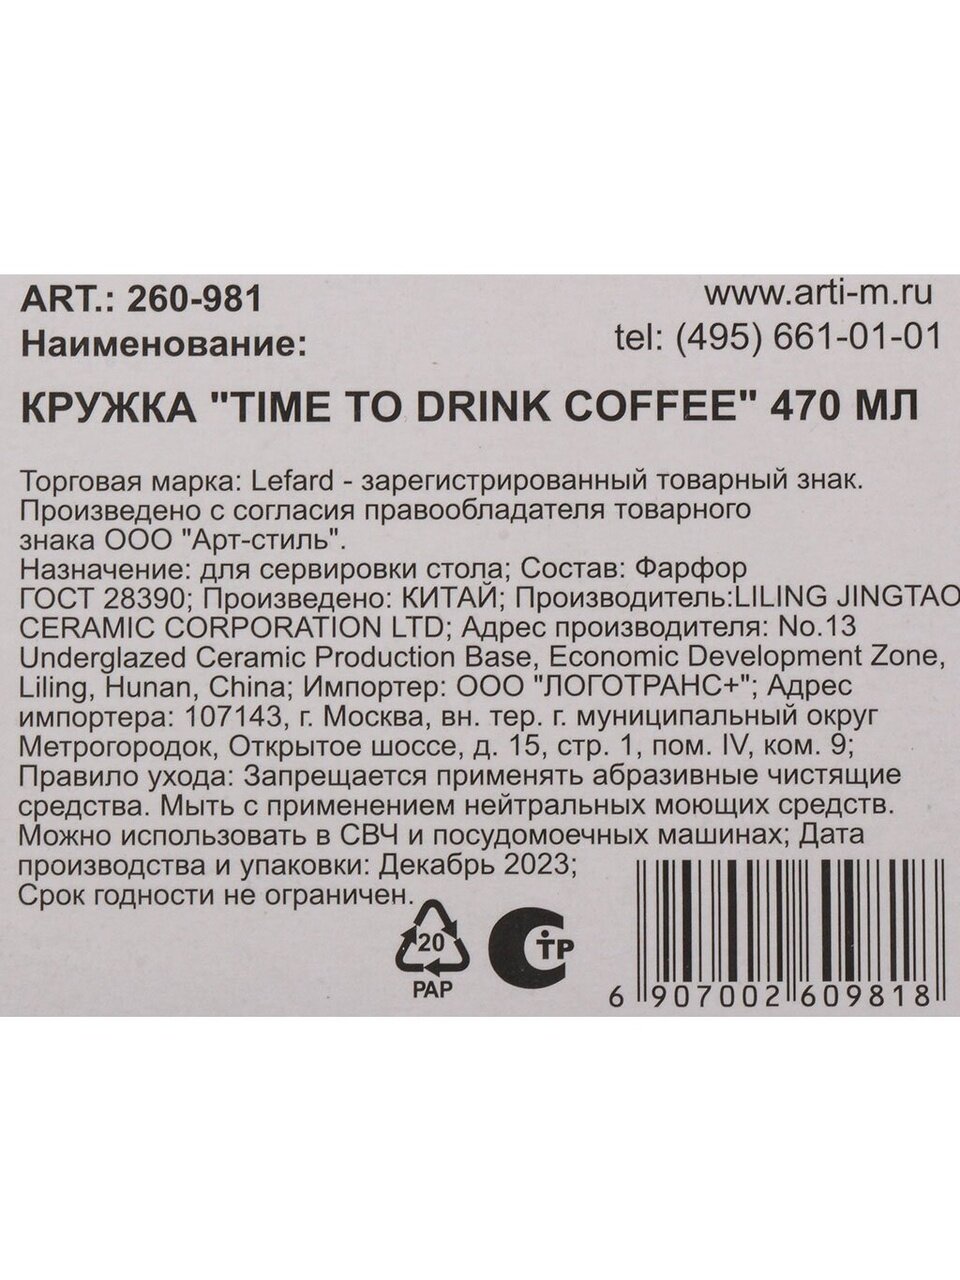 ART.: 260-981
www.arti-m.ru
Наименование:
tel: (495) 661-01-01
КРУЖКА "TIME TO DRINK COFFEE" 470 МЛ
Торговая марка: Lefard - зарегистрированный товарный знак.
Произведено с согласия правообладателя товарного
знака ООО "Арт-стиль".
Назначение: для сервировки стола; Состав: Фарфор
ГОСТ 28390; Произведено: КИТАЙ; Производитель:LILING JINGTAO
CERAMIC CORPORATION LTD; Адрес производителя: No.13
Underglazed Ceramic Production Base, Economic Development Zone,
Liling, Hunan, China; Импортер: ООО "ЛОГОТРАНС+"; Адрес
импортера: 107143, г. Москва, вн. тер. г. муниципальный округ
Метрогородок, Открытое шоссе, д. 15, стр. 1, пом. IV, ком. 9;
Правило ухода: Запрещается применять абразивные чистящие
средства. Мыть с применением нейтральных моющих средств.
Можно использовать в СВЧ и посудомоечных машинах; Дата
производства и упаковки: Декабрь 2023;
Срок годности не ограничен.
20
PAP
СТР
6 907002 609818